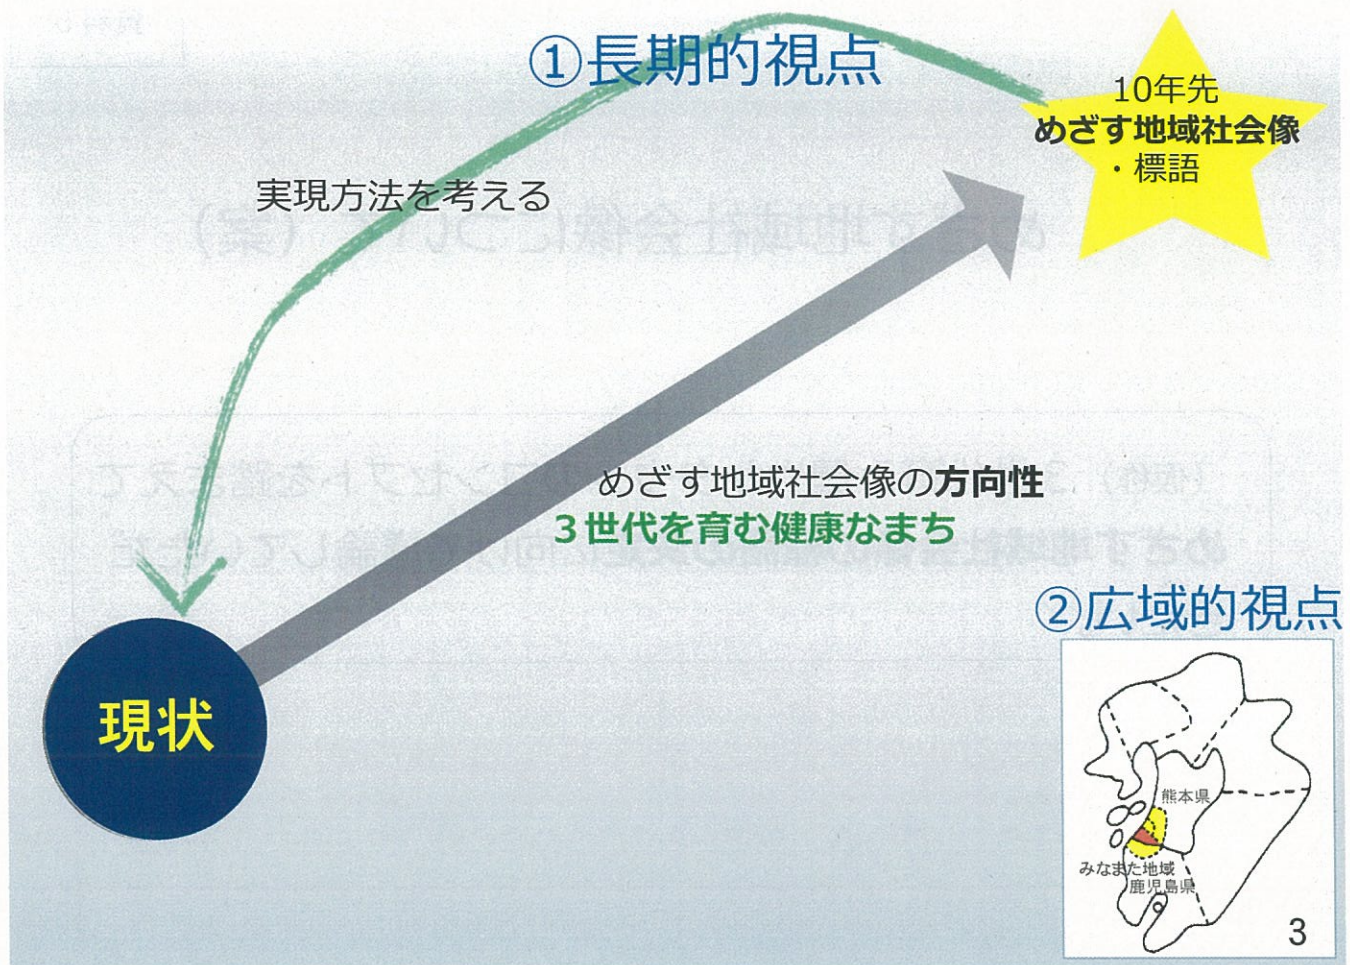 ①長期的視点
10年先
めざす地域社会像
・標語
実現方法を考える
めざす地域社会像の方向性
3世代を育む健康なまち
②広域的視点
現状
熊本県
みなまた地域
鹿児島県
3